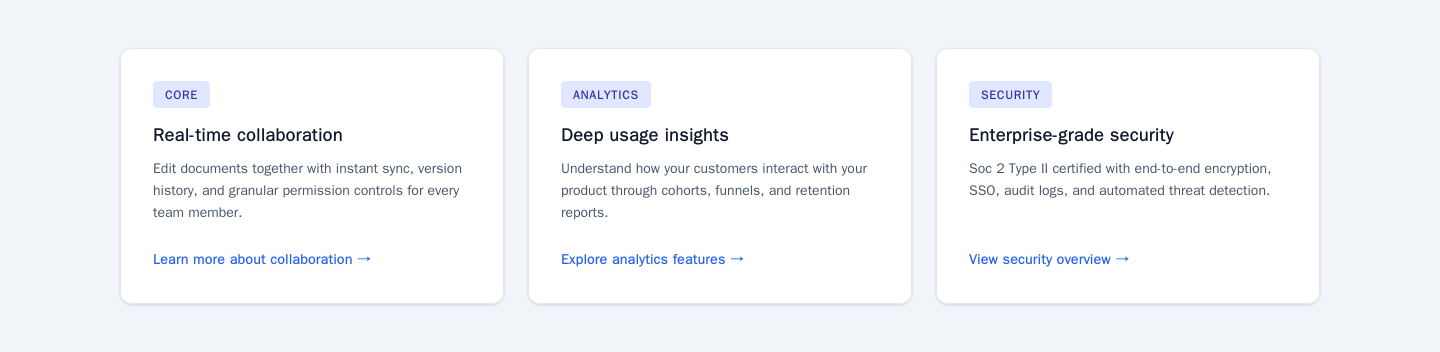 CORE
Real-time collaboration
Edit documents together with instant sync, version
history, and granular permission controls for every
team member.
Learn more about collaboration →
ANALYTICS
Deep usage insights
Understand how your customers interact with your
product through cohorts, funnels, and retention
reports.
Explore analytics features →
SECURITY
Enterprise-grade security
Soc 2 Type II certified with end-to-end encryption,
SSO, audit logs, and automated threat detection.
View security overview →